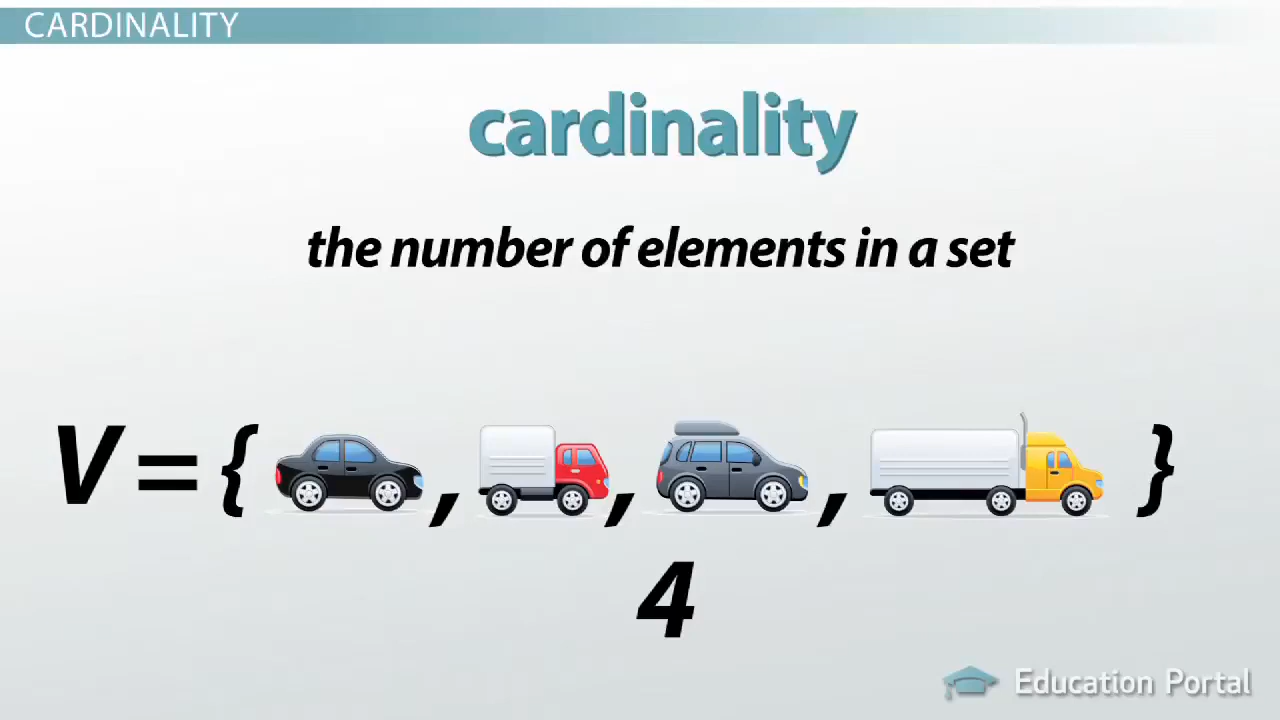 CARDINALITY
cardinality
the number of elements in a set
V = { , , , }
4
Education Portal